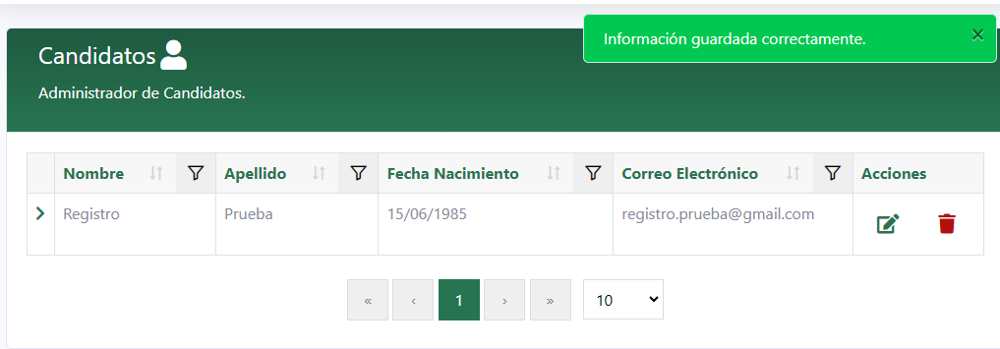 Información guardada correctamente.
×
Candidatos
Administrador de Candidatos.
Nombre Apellido Fecha Nacimiento Correo Electrónico Acciones
Registro Prueba 15/06/1985 registro.prueba@gmail.com
« ‹ 1 › » 10